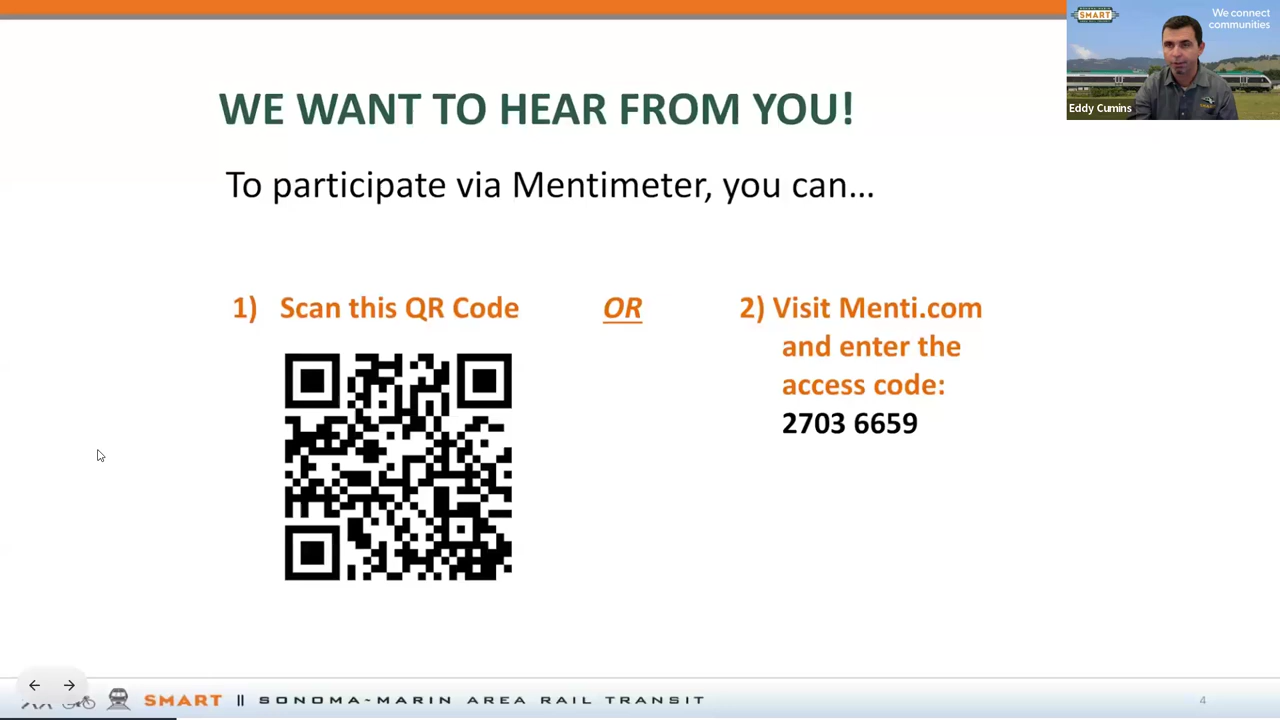 We connect
communities
SMART
Eddy Cumins
WE WANT TO HEAR FROM YOU!
To participate via Mentimeter, you can…
1) Scan this QR Code
OR
2) Visit Menti.com
and enter the
access code:
2703 6659
SMART || SONOMA-MARIN AREA RAIL TRANSIT
4